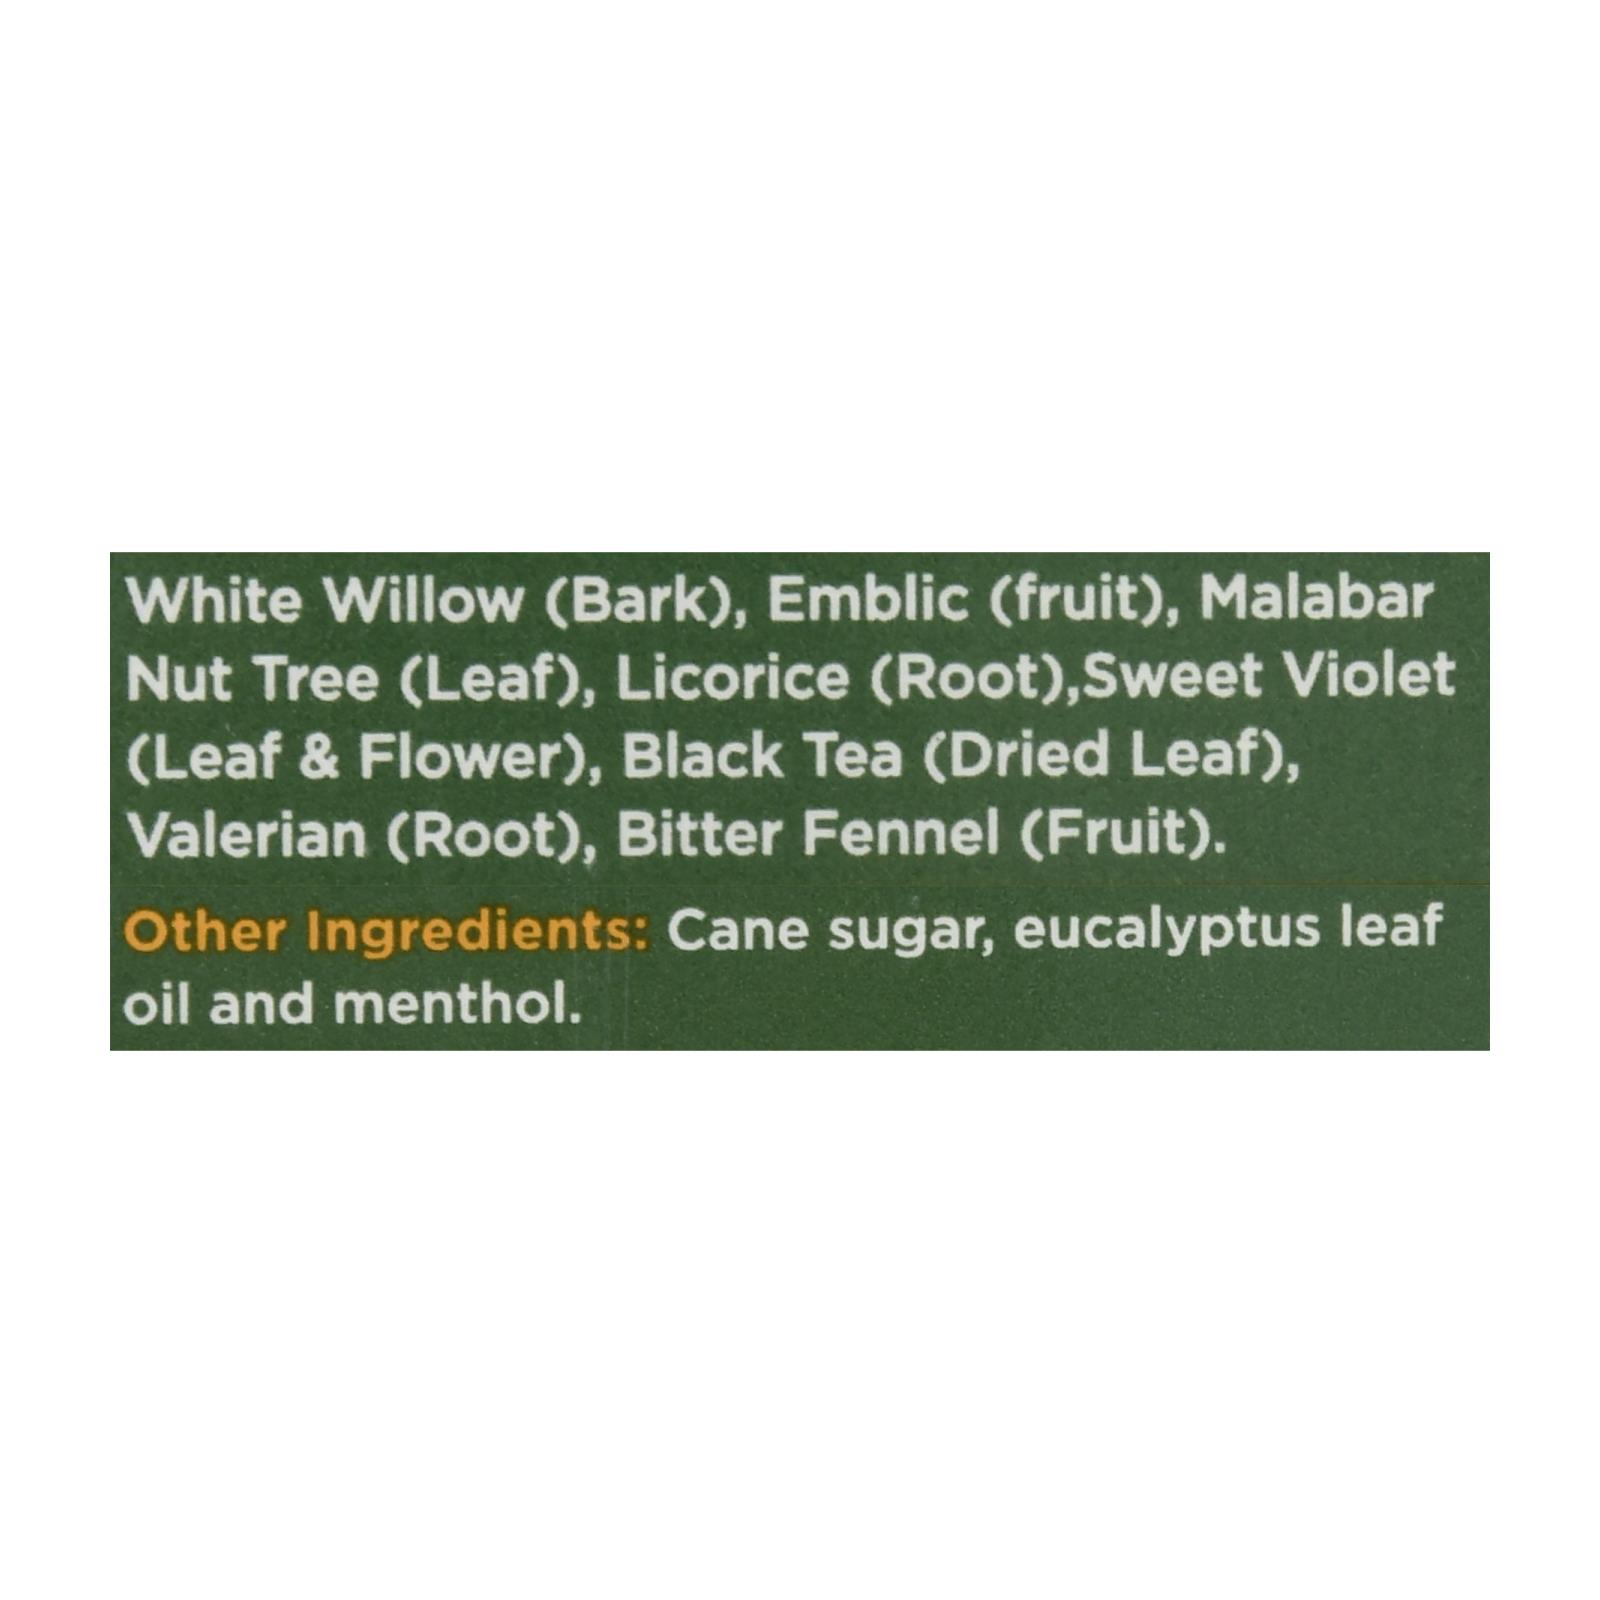 White Willow (Bark), Emblic (fruit), Malabar
Nut Tree (Leaf), Licorice (Root),Sweet Violet
(Leaf & Flower), Black Tea (Dried Leaf),
Valerian (Root), Bitter Fennel (Fruit).
Other Ingredients: Cane sugar, eucalyptus leaf
oil and menthol.